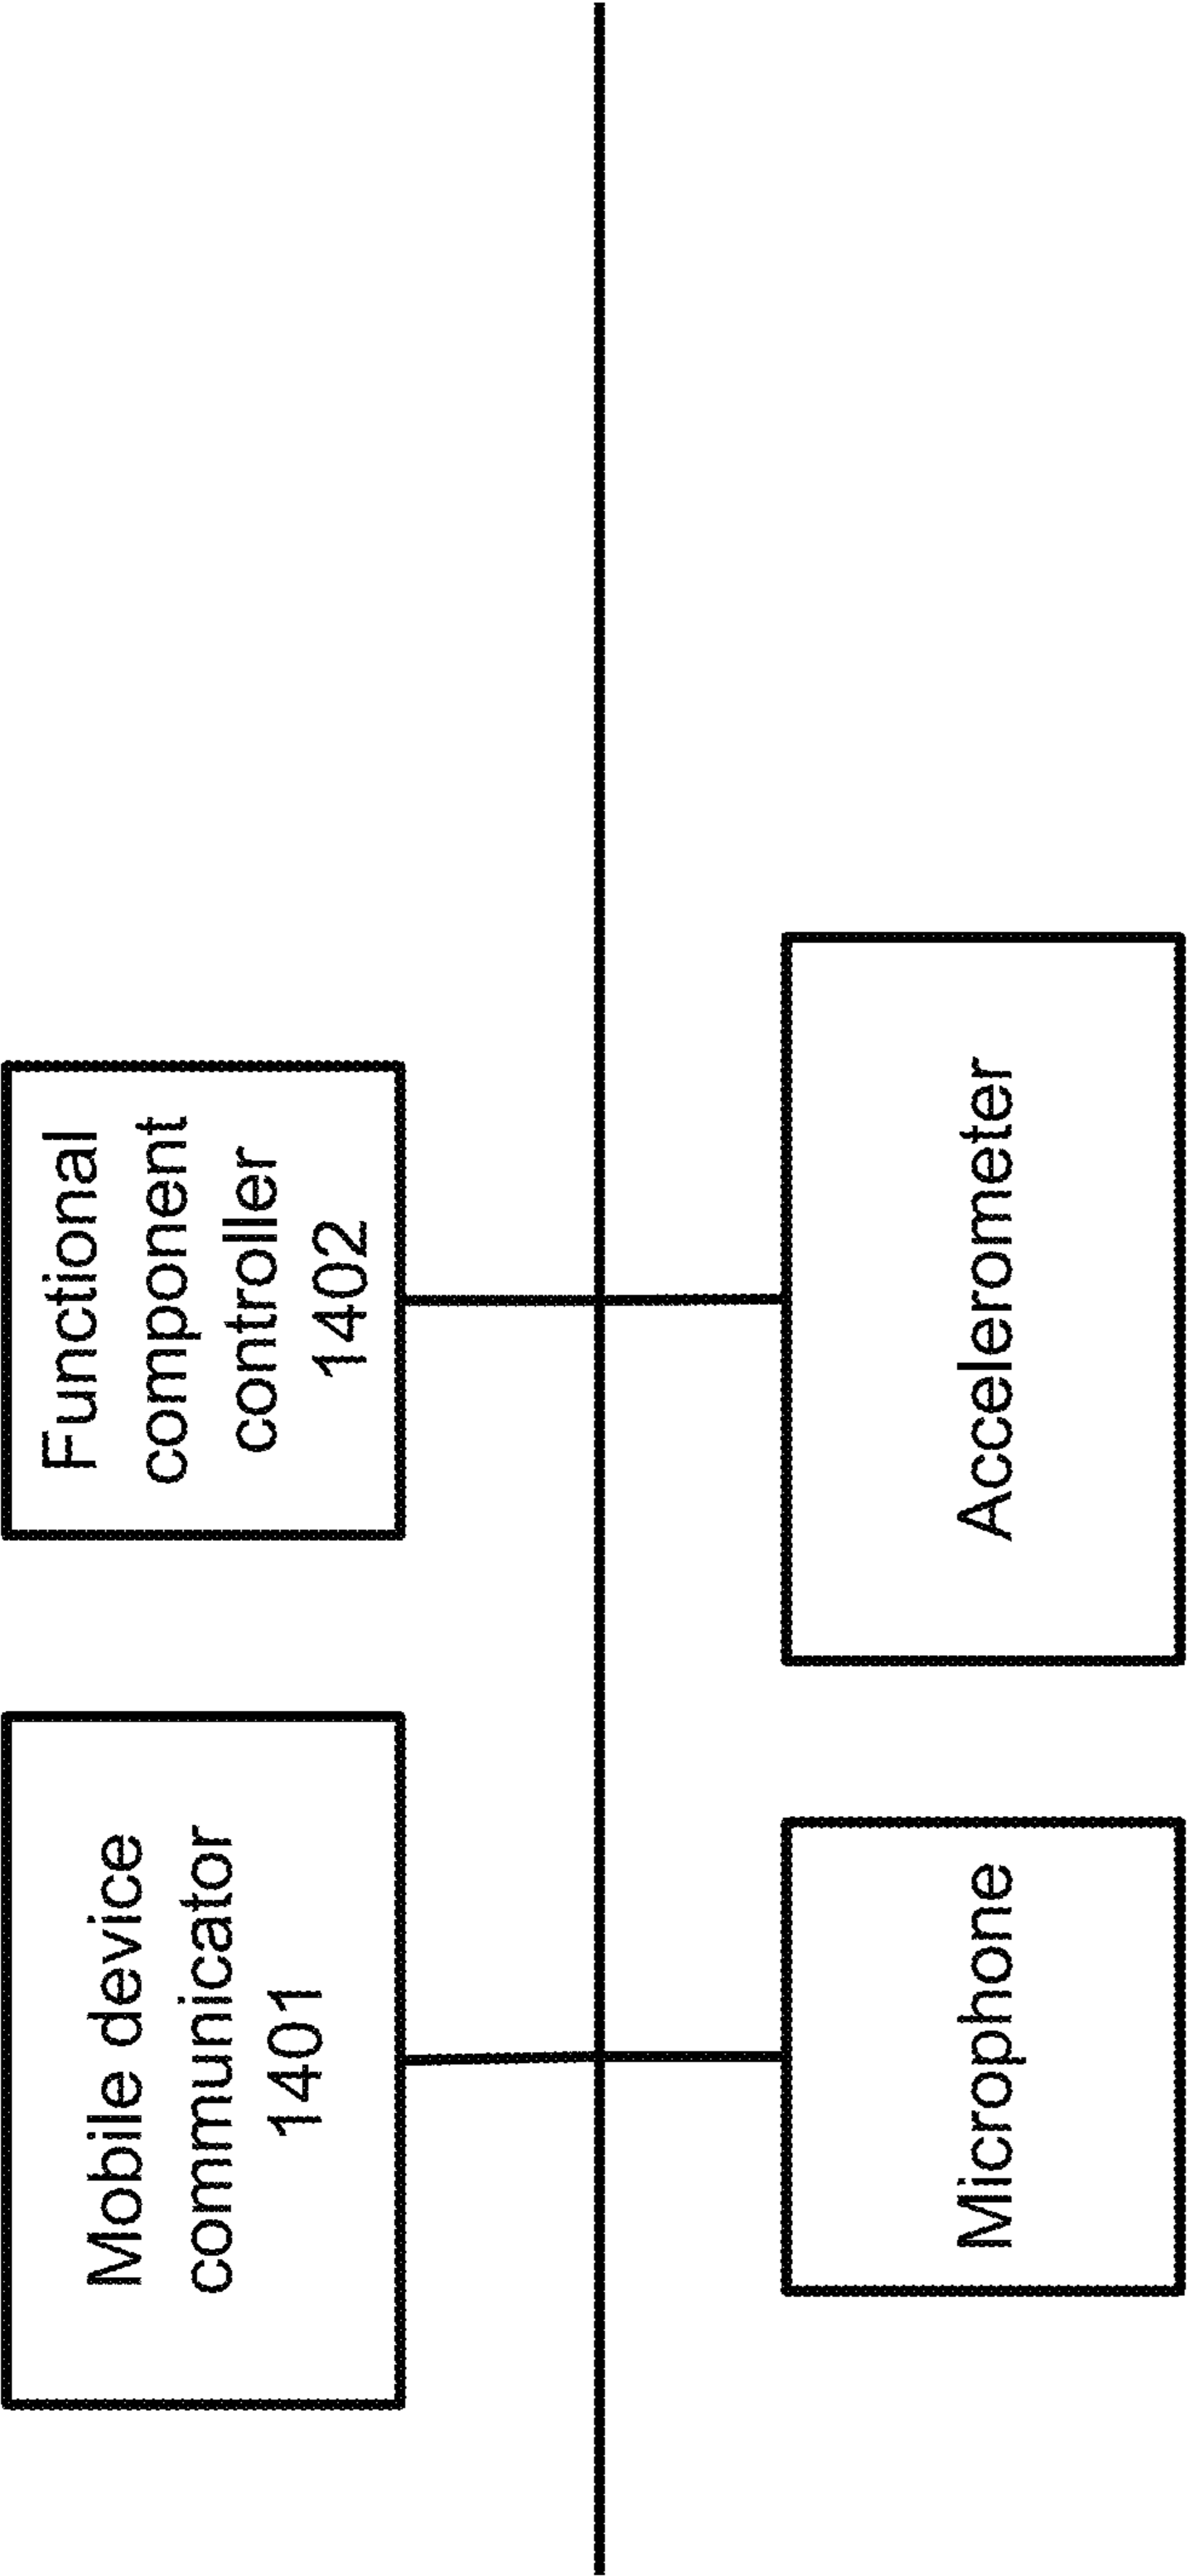 Mobile device
communicator
1401
Functional
component
controller
1402
Microphone
Accelerometer